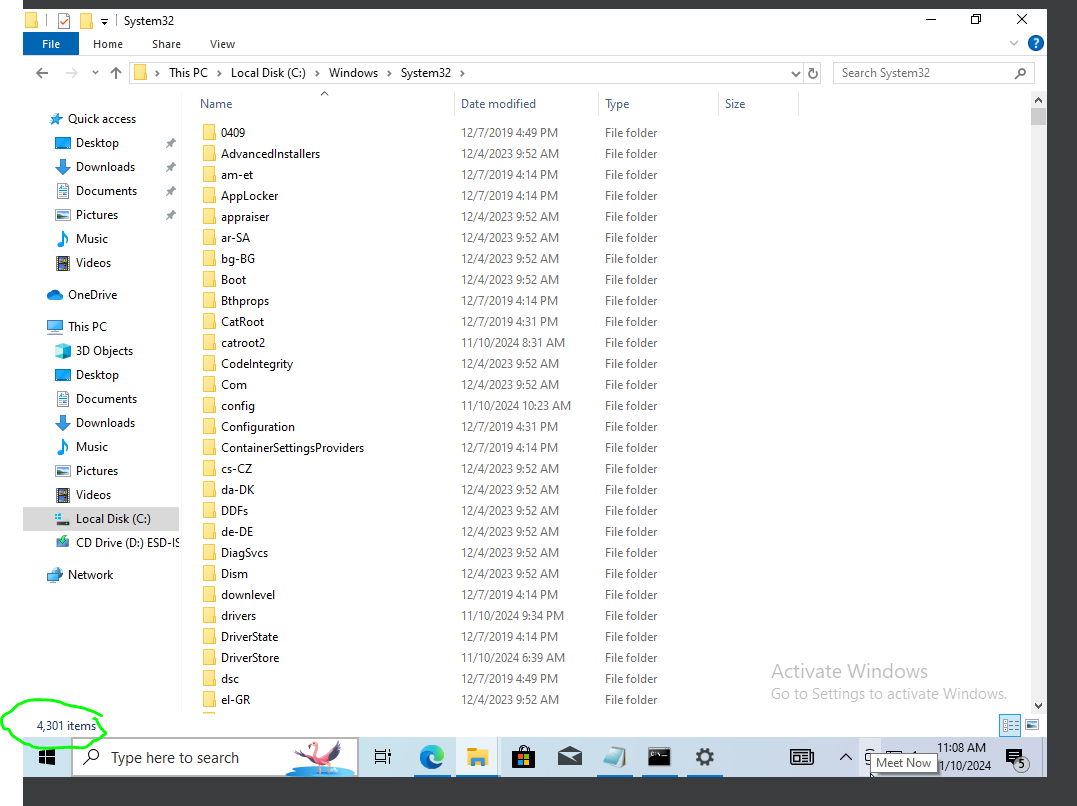 System32
File Home Share View
This PC Local Disk (C:) Windows System32 Search System32
Name Date modified Type Size
Quick access
Desktop
Downloads
Documents
Pictures
Music
Videos
OneDrive
This PC
3D Objects
Desktop
Documents
Downloads
Music
Pictures
Videos
Local Disk (C:)
CD Drive (D:) ESD-IS
Network
0409 12/7/2019 4:49 PM File folder
AdvancedInstallers 12/4/2023 9:52 AM File folder
am-et 12/7/2019 4:14 PM File folder
AppLocker 12/7/2019 4:14 PM File folder
appraiser 12/4/2023 9:52 AM File folder
ar-SA 12/4/2023 9:52 AM File folder
bg-BG 12/4/2023 9:52 AM File folder
Boot 12/4/2023 9:52 AM File folder
Bthprops 12/7/2019 4:14 PM File folder
CatRoot 12/7/2019 4:31 PM File folder
catroot2 11/10/2024 8:31 AM File folder
CodeIntegrity 12/4/2023 9:52 AM File folder
Com 12/4/2023 9:52 AM File folder
config 11/10/2024 10:23 AM File folder
Configuration 12/7/2019 4:31 PM File folder
ContainerSettingsProviders 12/7/2019 4:14 PM File folder
cs-CZ 12/4/2023 9:52 AM File folder
da-DK 12/4/2023 9:52 AM File folder
DDFs 12/4/2023 9:52 AM File folder
de-DE 12/4/2023 9:52 AM File folder
DiagSvcs 12/4/2023 9:52 AM File folder
Dism 12/4/2023 9:52 AM File folder
downlevel 12/7/2019 4:14 PM File folder
drivers 11/10/2024 9:34 PM File folder
DriverState 12/7/2019 4:14 PM File folder
DriverStore 11/10/2024 6:39 AM File folder
dsc 12/7/2019 4:49 PM File folder
el-GR 12/4/2023 9:52 AM File folder
Activate Windows
Go to Settings to activate Windows.
4,301 items
Type here to search
Meet Now
11:08 AM
1/10/2024
5